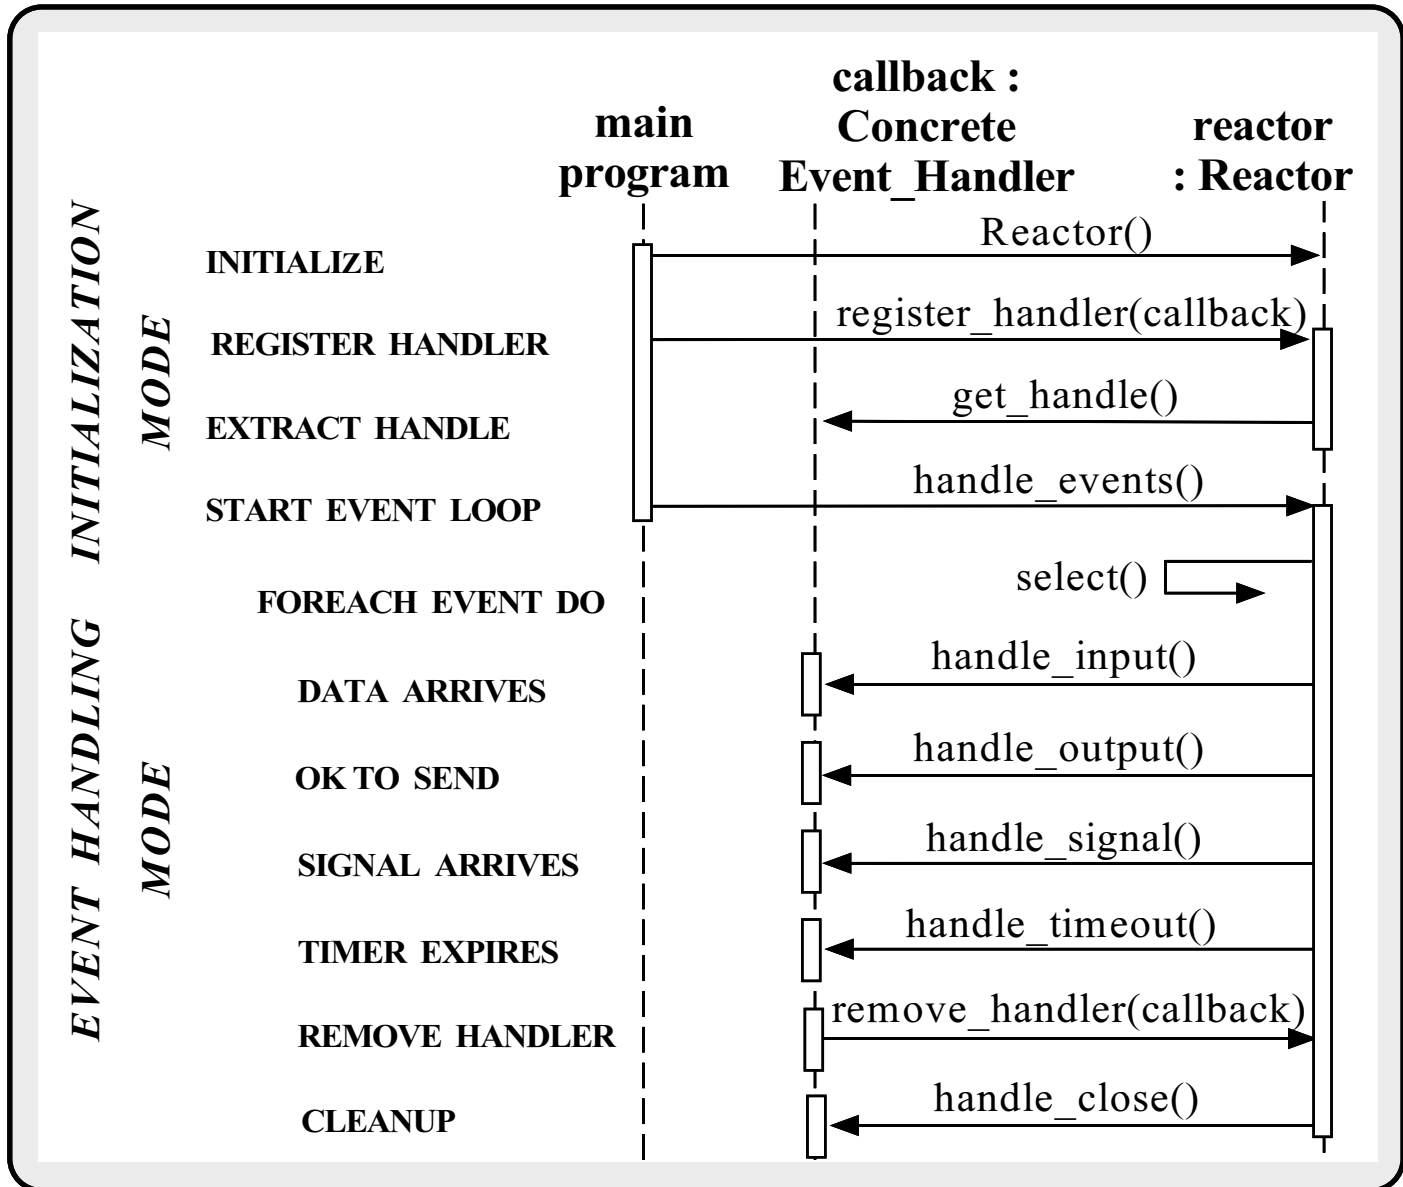 callback :
main Concrete reactor
program Event_Handler : Reactor
INITIALIZATION
MODE
INITIALIzE Reactor()
REGISTER HANDLER register_handler(callback)
EXTRACT HANDLE get_handle()
START EVENT LOOP handle_events()
EVENT HANDLING
MODE
FOREACH EVENT DO select()
DATA ARRIVES handle_input()
OK TO SEND handle_output()
SIGNAL ARRIVES handle_signal()
TIMER EXPIRES handle_timeout()
REMOVE HANDLER remove_handler(callback)
CLEANUP handle_close()